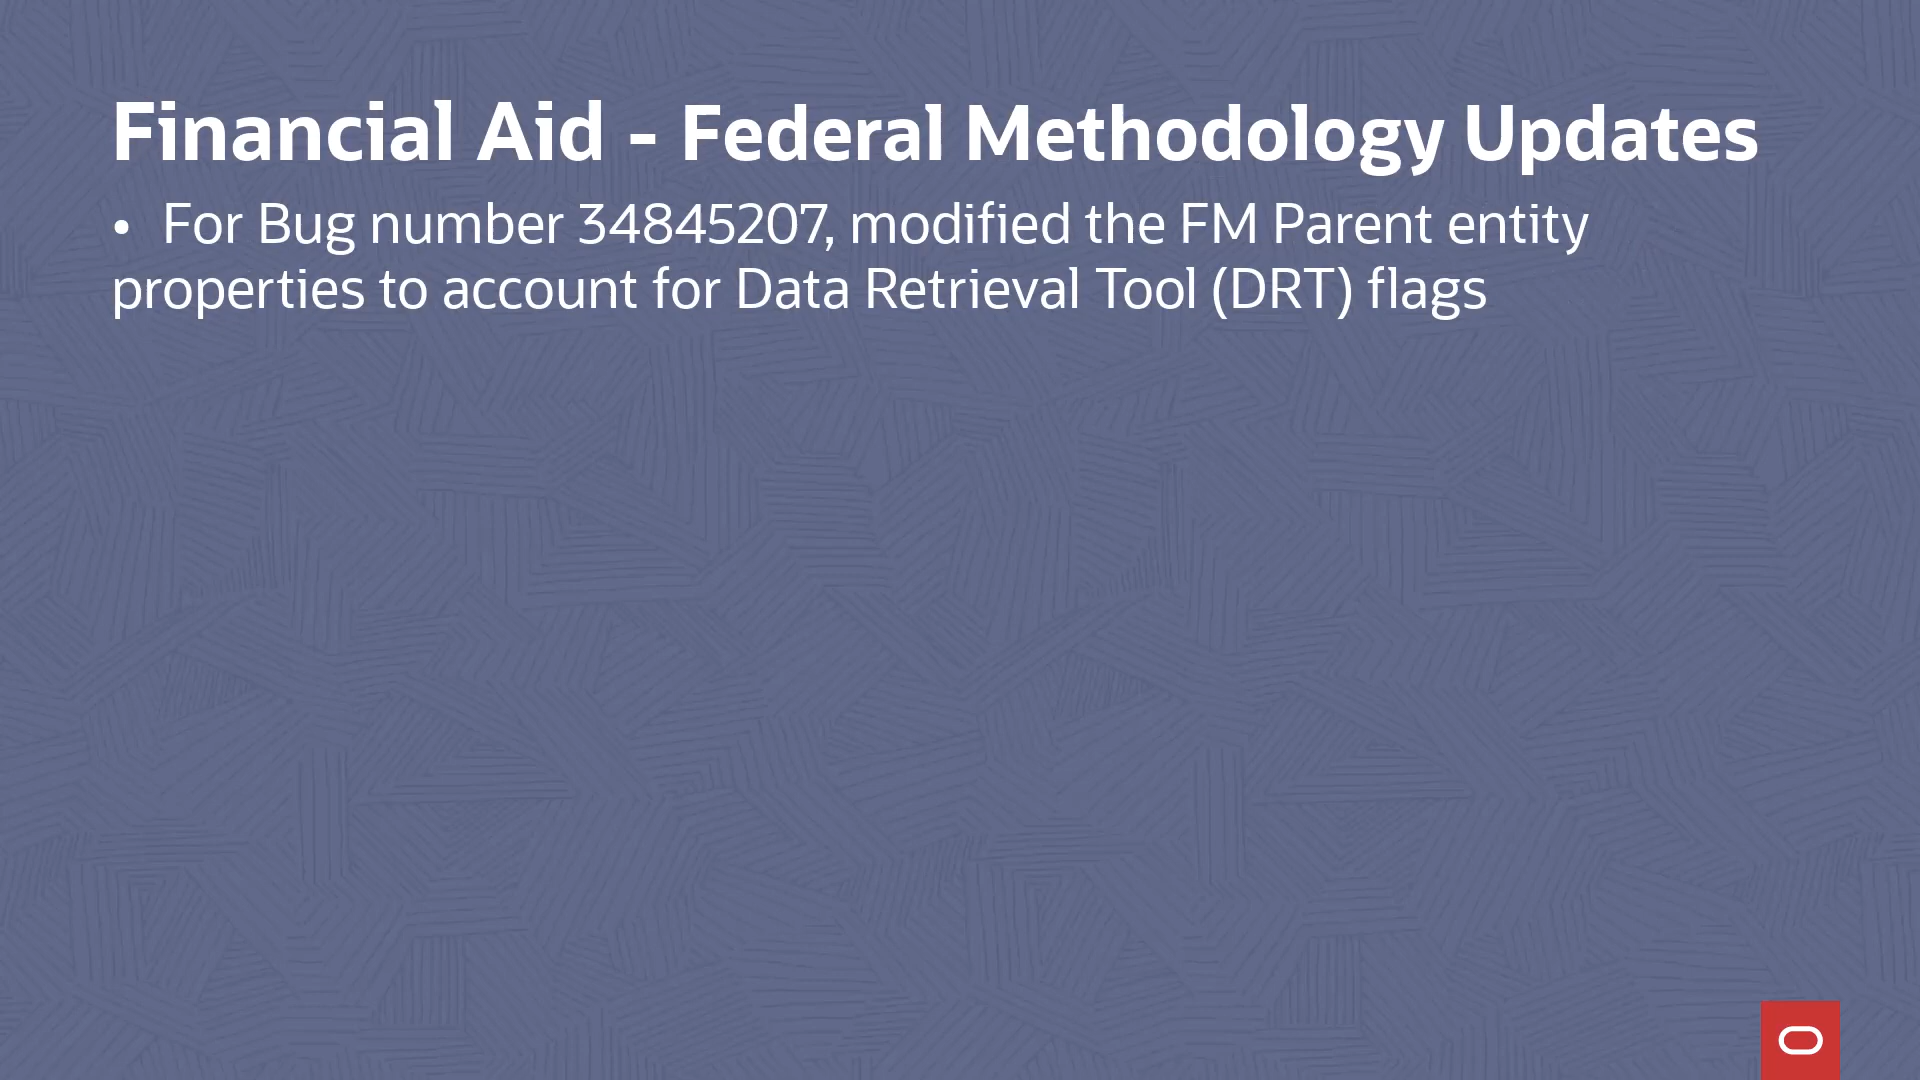 Financial Aid - Federal Methodology Updates
• For Bug number 34845207, modified the FM Parent entity
properties to account for Data Retrieval Tool (DRT) flags